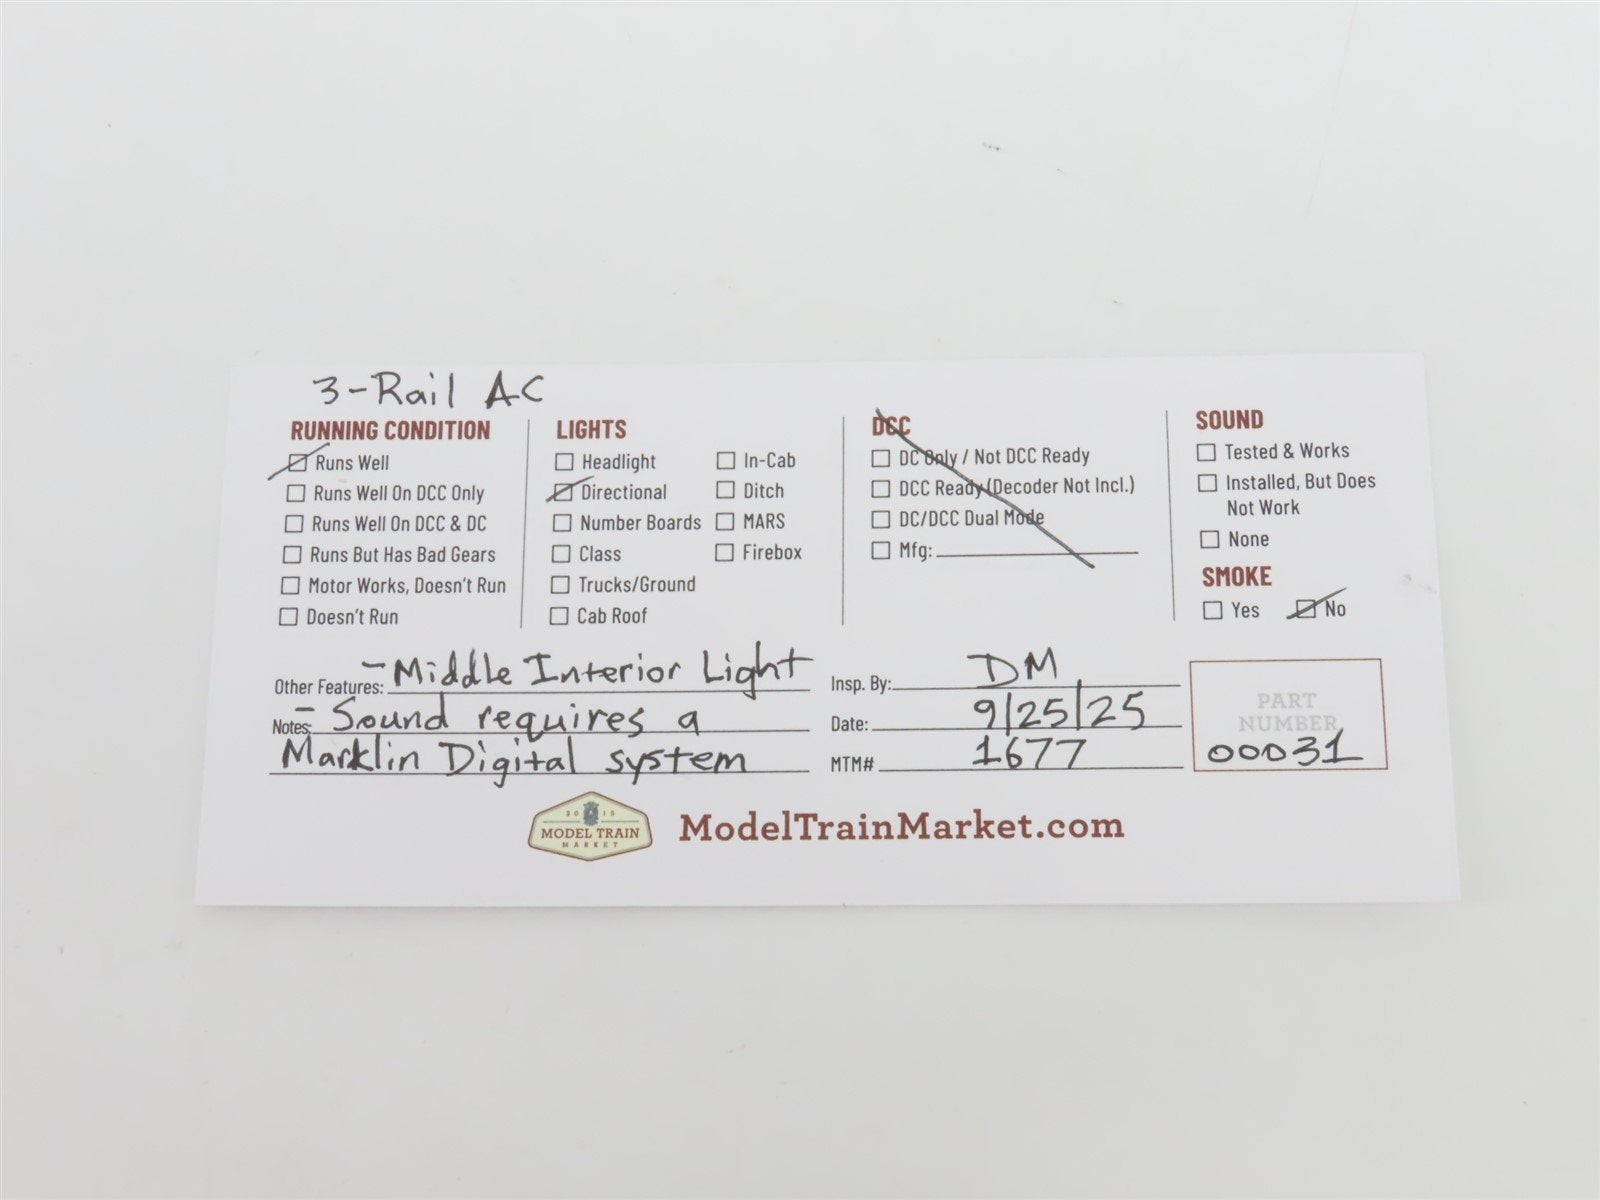 3-Rail AC
RUNNING CONDITION
Runs Well
Runs Well On DCC Only
Runs Well On DCC & DC
Runs But Has Bad Gears
Motor Works, Doesn't Run
Doesn't Run
LIGHTS
Headlight
Directional
Number Boards
Class
Trucks/Ground
Cab Roof
In-Cab
Ditch
MARS
Firebox
DCC
DC Only / Not DCC Ready
DCC Ready (Decoder Not Incl.)
DC/DCC Dual Mode
Mfg:
SOUND
Tested & Works
Installed, But Does
Not Work
None
SMOKE
Yes No
Other Features: - Middle Interior Light
Notes: - Sound requires a
Marklin Digital system
Insp. By: DM
Date: 9/25/25
MTM# 1677
PART
NUMBER
00031
2015
MODEL TRAIN
MARKET
ModelTrainMarket.com